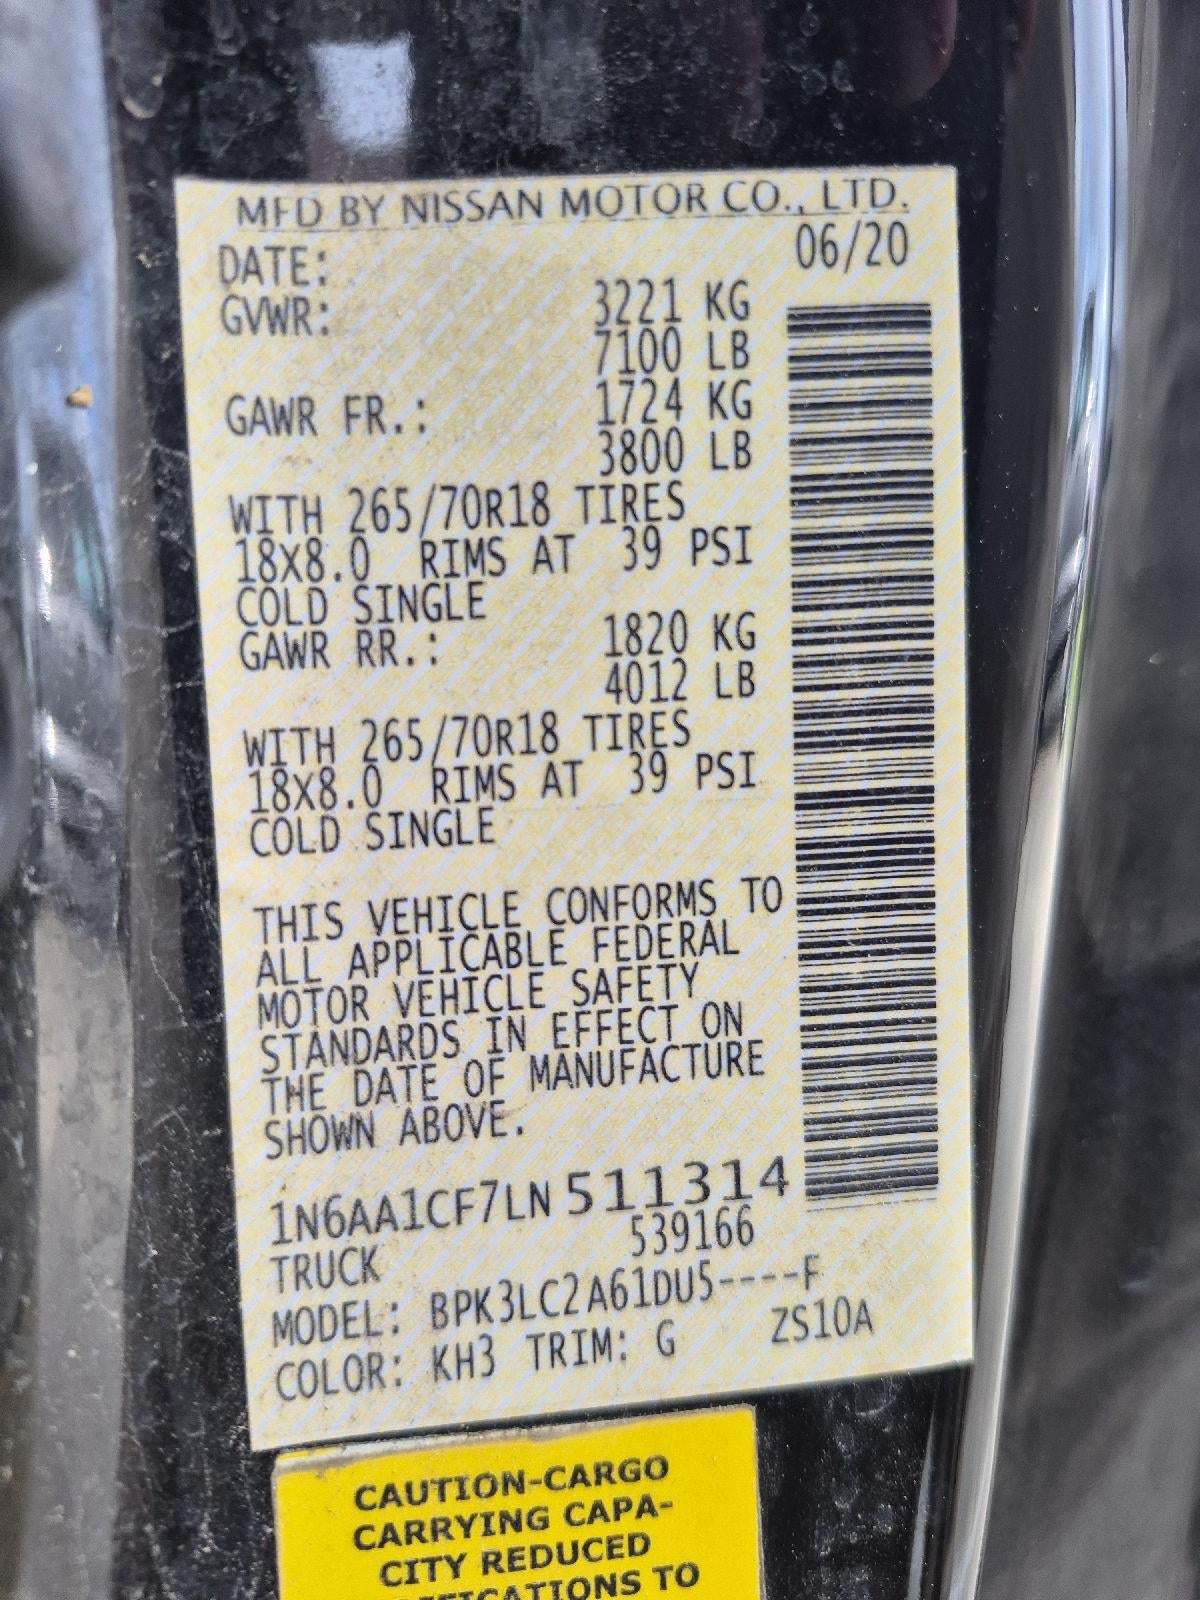 MFD BY NISSAN MOTOR CO., LTD.
DATE: 06/20
GVWR: 3221 KG
7100 LB
GAWR FR.: 1724 KG
3800 LB
WITH 265/70R18 TIRES
18X8.0 RIMS AT 39 PSI
COLD SINGLE
GAWR RR.: 1820 KG
4012 LB
WITH 265/70R18 TIRES
18X8.0 RIMS AT 39 PSI
COLD SINGLE
THIS VEHICLE CONFORMS TO
ALL APPLICABLE FEDERAL
MOTOR VEHICLE SAFETY
STANDARDS IN EFFECT ON
THE DATE OF MANUFACTURE
SHOWN ABOVE.
1N6AA1CF7LN 511314
TRUCK 539166
MODEL: BPK3LC2A61DU5----F
COLOR: KH3 TRIM: G ZS10A
CAUTION-CARGO
CARRYING CAPA-
CITY REDUCED
TO